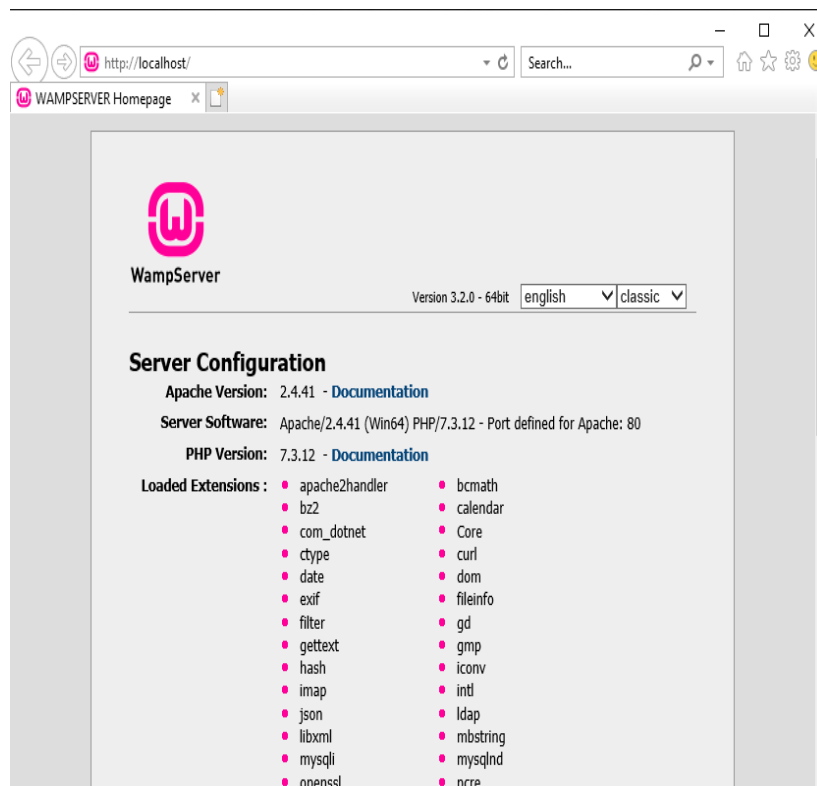 http://localhost/
Search...
WAMPSERVER Homepage
WampServer
Version 3.2.0 - 64bit english classic
Server Configuration
Apache Version: 2.4.41 - Documentation
Server Software: Apache/2.4.41 (Win64) PHP/7.3.12 - Port defined for Apache: 80
PHP Version: 7.3.12 - Documentation
Loaded Extensions : apache2handler bcmath
bz2 calendar
com_dotnet Core
ctype curl
date dom
exif fileinfo
filter gd
gettext gmp
hash iconv
imap intl
json ldap
libxml mbstring
mysqli mysqlnd
openssl pcre